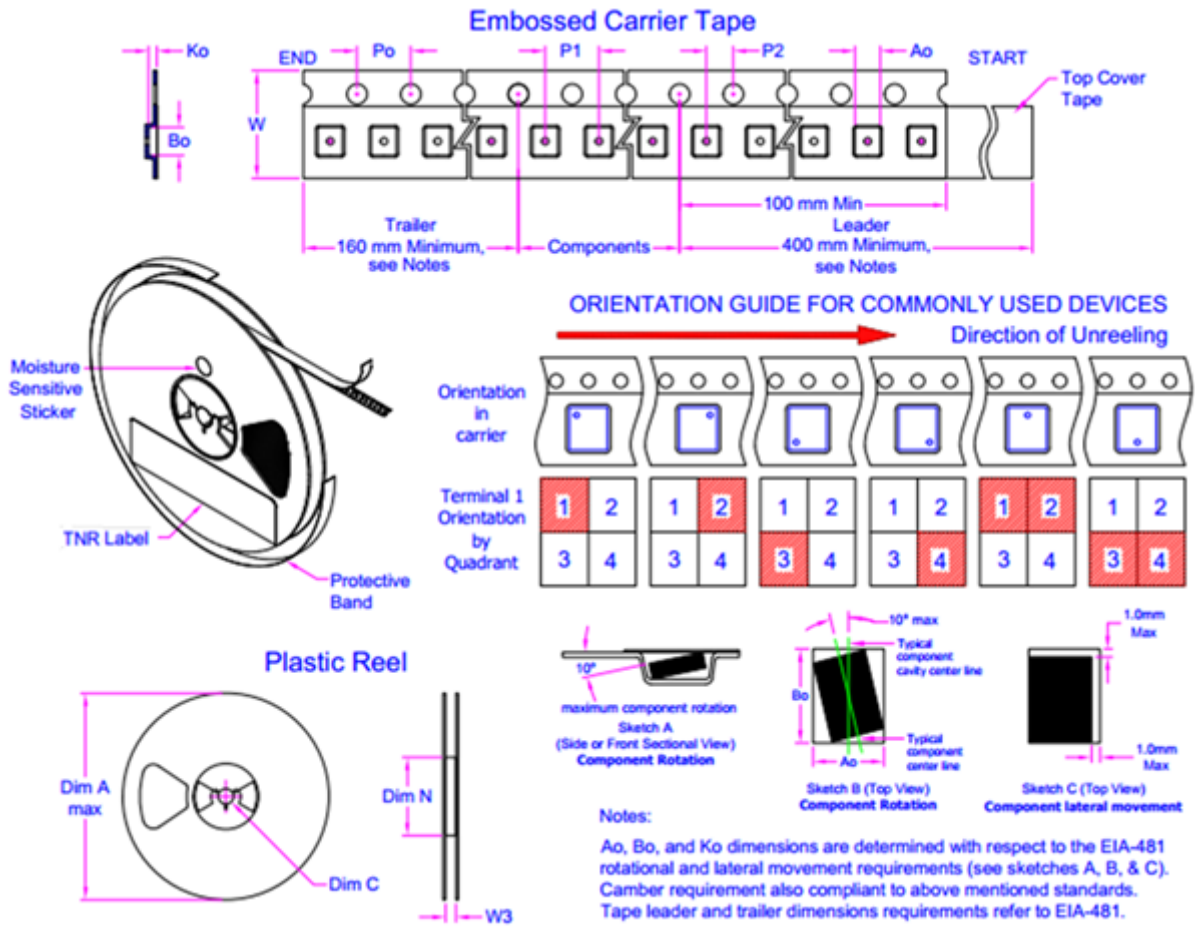 Embossed Carrier Tape
Ko
END
Po
P1
P2
Ao
START
Top Cover
Tape
W
Bo
100 mm Min
Trailer
160 mm Minimum,
see Notes
Components
Leader
400 mm Minimum,
see Notes
ORIENTATION GUIDE FOR COMMONLY USED DEVICES
Direction of Unreeling
Moisture
Sensitive
Sticker
TNR Label
Protective
Band
Orientation
in
carrier
Terminal 1
Orientation
by
Quadrant
1 2 1 2 1 2 1 2 1 2 1 2
3 4 3 4 3 4 3 4 3 4 3 4
Plastic Reel
Dim A
max
Dim N
Dim C
W3
10°
maximum component rotation
Sketch A
(Side or Front Sectional View)
Component Rotation
10° max
Typical
component
cavity center line
Bo
Ao
Typical
component
center line
Sketch B (Top View)
Component Rotation
1.0mm
Max
1.0mm
Max
Sketch C (Top View)
Component lateral movement
Notes:
Ao, Bo, and Ko dimensions are determined with respect to the EIA-481
rotational and lateral movement requirements (see sketches A, B, & C).
Camber requirement also compliant to above mentioned standards.
Tape leader and trailer dimensions requirements refer to EIA-481.